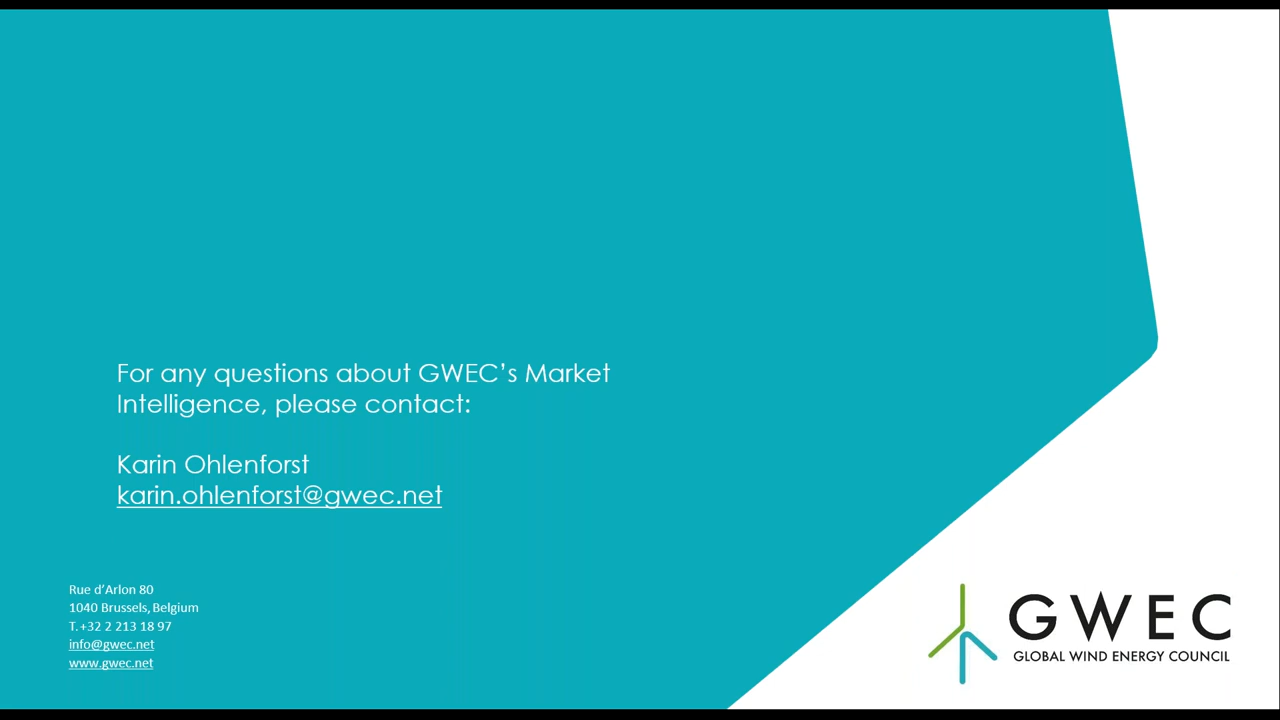 For any questions about GWEC’s Market
Intelligence, please contact:
Karin Ohlenforst
karin.ohlenforst@gwec.net
Rue d’Arlon 80
1040 Brussels, Belgium
T. +32 2 213 18 97
info@gwec.net
www.gwec.net
GWEC
GLOBAL WIND ENERGY COUNCIL